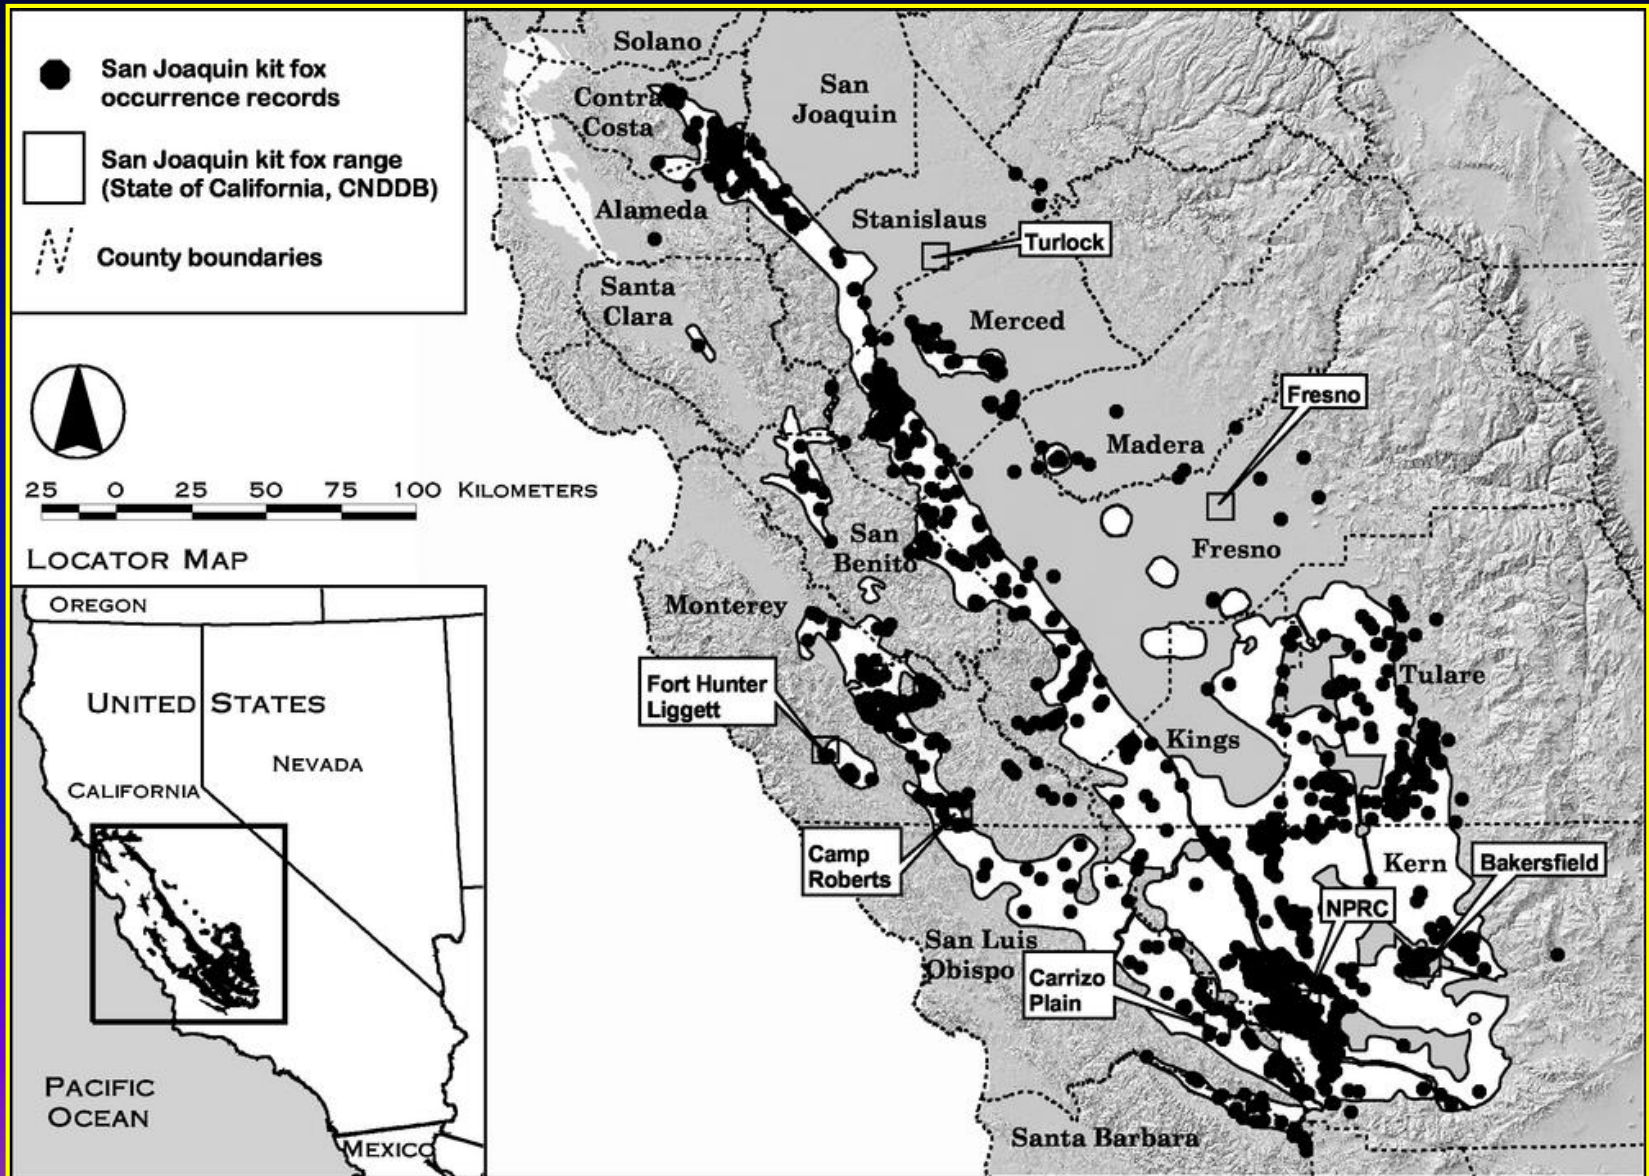 San Joaquin kit fox
occurrence records
San Joaquin kit fox range
(State of California, CNDDB)
N
County boundaries
25 0 25 50 75 100 KILOMETERS
LOCATOR MAP
OREGON
UNITED STATES
NEVADA
CALIFORNIA
PACIFIC
OCEAN
MEXICO
Solano
Contra
Costa
San
Joaquin
Alameda
Stanislaus
Turlock
Santa
Clara
Merced
Fresno
Madera
San
Benito
Fresno
Monterey
Fort Hunter
Liggett
Tulare
Kings
Camp
Roberts
Kern
Bakersfield
NPRC
San Luis
Obispo
Carrizo
Plain
Santa Barbara